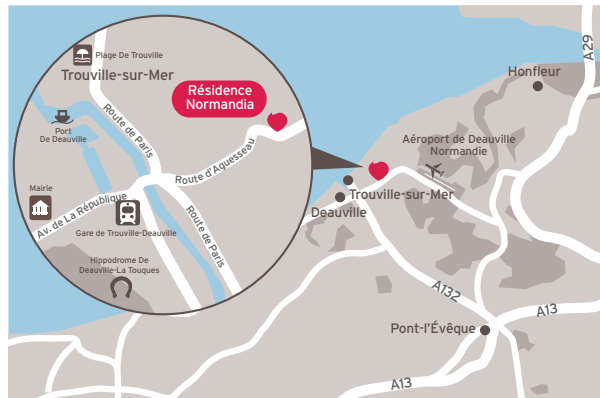 Plage De Trouville
Trouville-sur-Mer
Résidence
Normandia
Port
De Deauville
Route de Paris
Route d'Aguesseau
Mairie
Av. de La République
Gare de Trouville-Deauville
Route de Paris
Hippodrome De
Deauville-La Touques
A29
Honfleur
Aéroport de Deauville
Normandie
Trouville-sur-Mer
Deauville
A132
A13
Pont-l'Évêque
A13